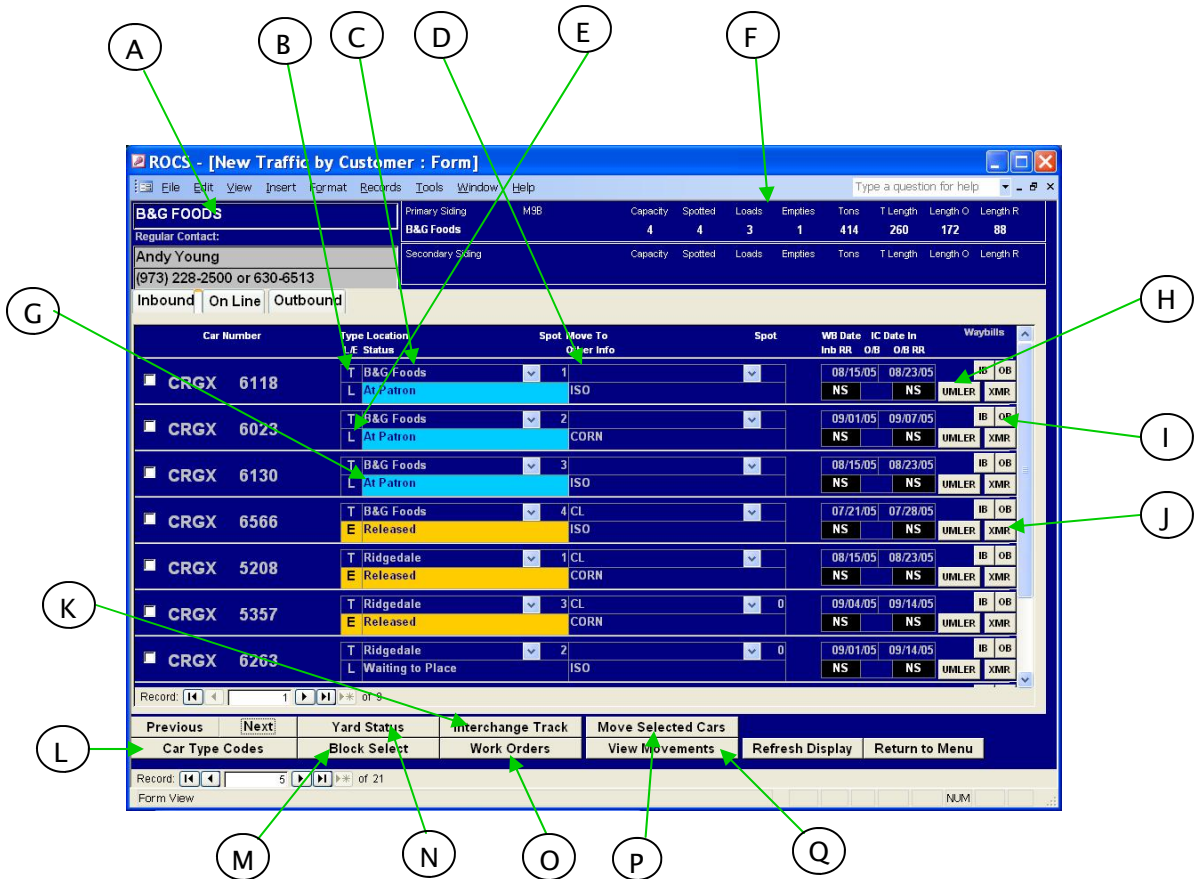 A B C D E F
ROCS - [New Traffic by Customer : Form]
File Edit View Insert Format Records Tools Window Help Type a question for help
B&G FOODS
Regular Contact:
Andy Young
(973) 228-2500 or 630-6513
Primary Siding M9B Capacity Spotted Loads Empties Tons T Length Length O Length R
B&G Foods 4 4 3 1 414 260 172 88
Secondary Siding Capacity Spotted Loads Empties Tons T Length Length O Length R
Inbound On Line Outbound
G H
Car Number Type Location Spot Move To Spot WB Date IC Date In Waybills
L/E Status Other Info Inb RR O/B O/B RR
CRGX 6118 T B&G Foods 1 08/15/05 08/23/05 IB OB
L At Patron ISO NS NS UMLER XMR
CRGX 6023 T B&G Foods 2 09/01/05 09/07/05 IB OB
L At Patron CORN NS NS UMLER XMR
I
CRGX 6130 T B&G Foods 3 08/15/05 08/23/05 IB OB
L At Patron ISO NS NS UMLER XMR
CRGX 6566 T B&G Foods 4 CL 07/21/05 07/28/05 IB OB
E Released ISO NS NS UMLER XMR
J
CRGX 5208 T Ridgedale 1 CL 08/15/05 08/23/05 IB OB
E Released CORN NS NS UMLER XMR
K
CRGX 5357 T Ridgedale 3 CL 0 09/04/05 09/14/05 IB OB
E Released CORN NS NS UMLER XMR
CRGX 6263 T Ridgedale 2 0 09/01/05 09/14/05 IB OB
L Waiting to Place ISO NS NS UMLER XMR
Record: 1 of 9
Previous Next Yard Status Interchange Track Move Selected Cars
L
Car Type Codes Block Select Work Orders View Movements Refresh Display Return to Menu
Record: 5 of 21
Form View NUM
M N O P Q